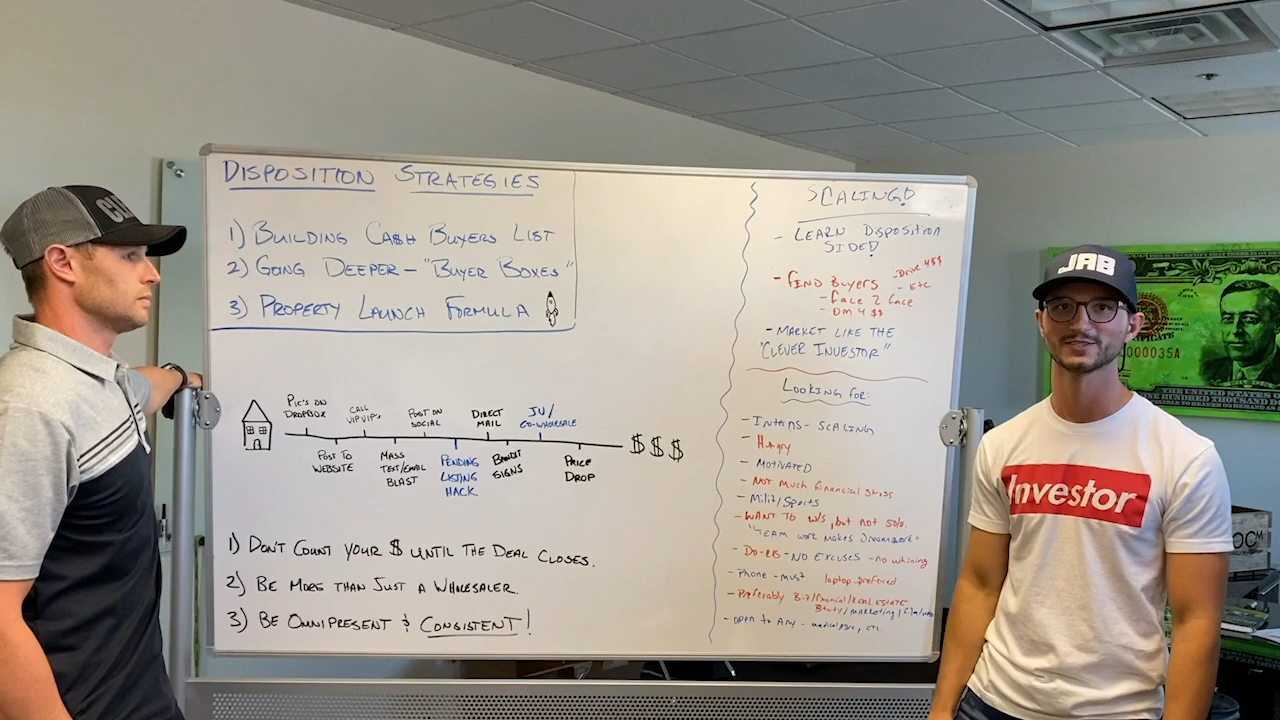 DISPOSITION STRATEGIES
1) BUILDING CA$H BUYERS LIST
2) GOING DEEPER - "BUYER BOXES"
3) PROPERTY LAUNCH FORMULA
PIC'S ON DROPBOX
CALL VIP VIP'S
POST ON SOCIAL
DIRECT MAIL
JV/ CO-WHOLESALE
$ $ $
POST TO WEBSITE
MASS TEXT/EMAIL BLAST
PENDING LISTING HACK
BANDIT SIGNS
PRICE DROP
1) DON'T COUNT YOUR $ UNTIL THE DEAL CLOSES.
2) BE MORE THAN JUST A WHOLESALER.
3) BE OMNIPRESENT & CONSISTENT!
SCALING!
- LEARN DISPOSITION
SIDE!
- FIND BUYERS
- Drive 4 $$
- ETC
- face 2 face
- DM 4 $$
- MARKET LIKE THE
"CLEVER INVESTOR"
LOOKING FOR:
- SCALING
- Hungry
- MOTIVATED
- NOT much financial stress
- Milit/Sports
- WANT TO W/S, but not solo.
"TEAM work makes Dreamwork"
- Do-ers - NO EXCUSES - no whining
- Phone - must laptop preferred
- Preferably Biz/financial/REAL ESTATE
/marketing/film
- OPEN to Any - etc.
JAB
Investor
000035A